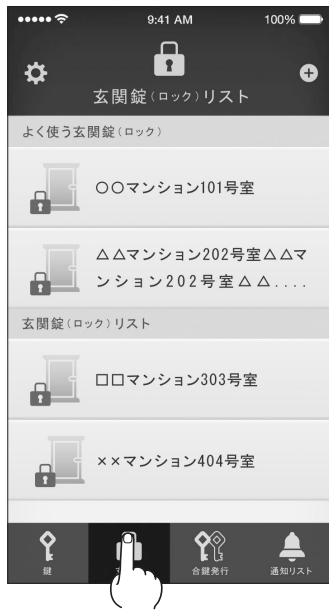 9:41 AM
100%
玄関錠(ロック)リスト
よく使う玄関錠(ロック)
○○マンション101号室
△△マンション202号室△△マ
ンション202号室△△....
玄関錠(ロック)リスト
□□マンション303号室
××マンション404号室
鍵
合鍵発行
通知リスト